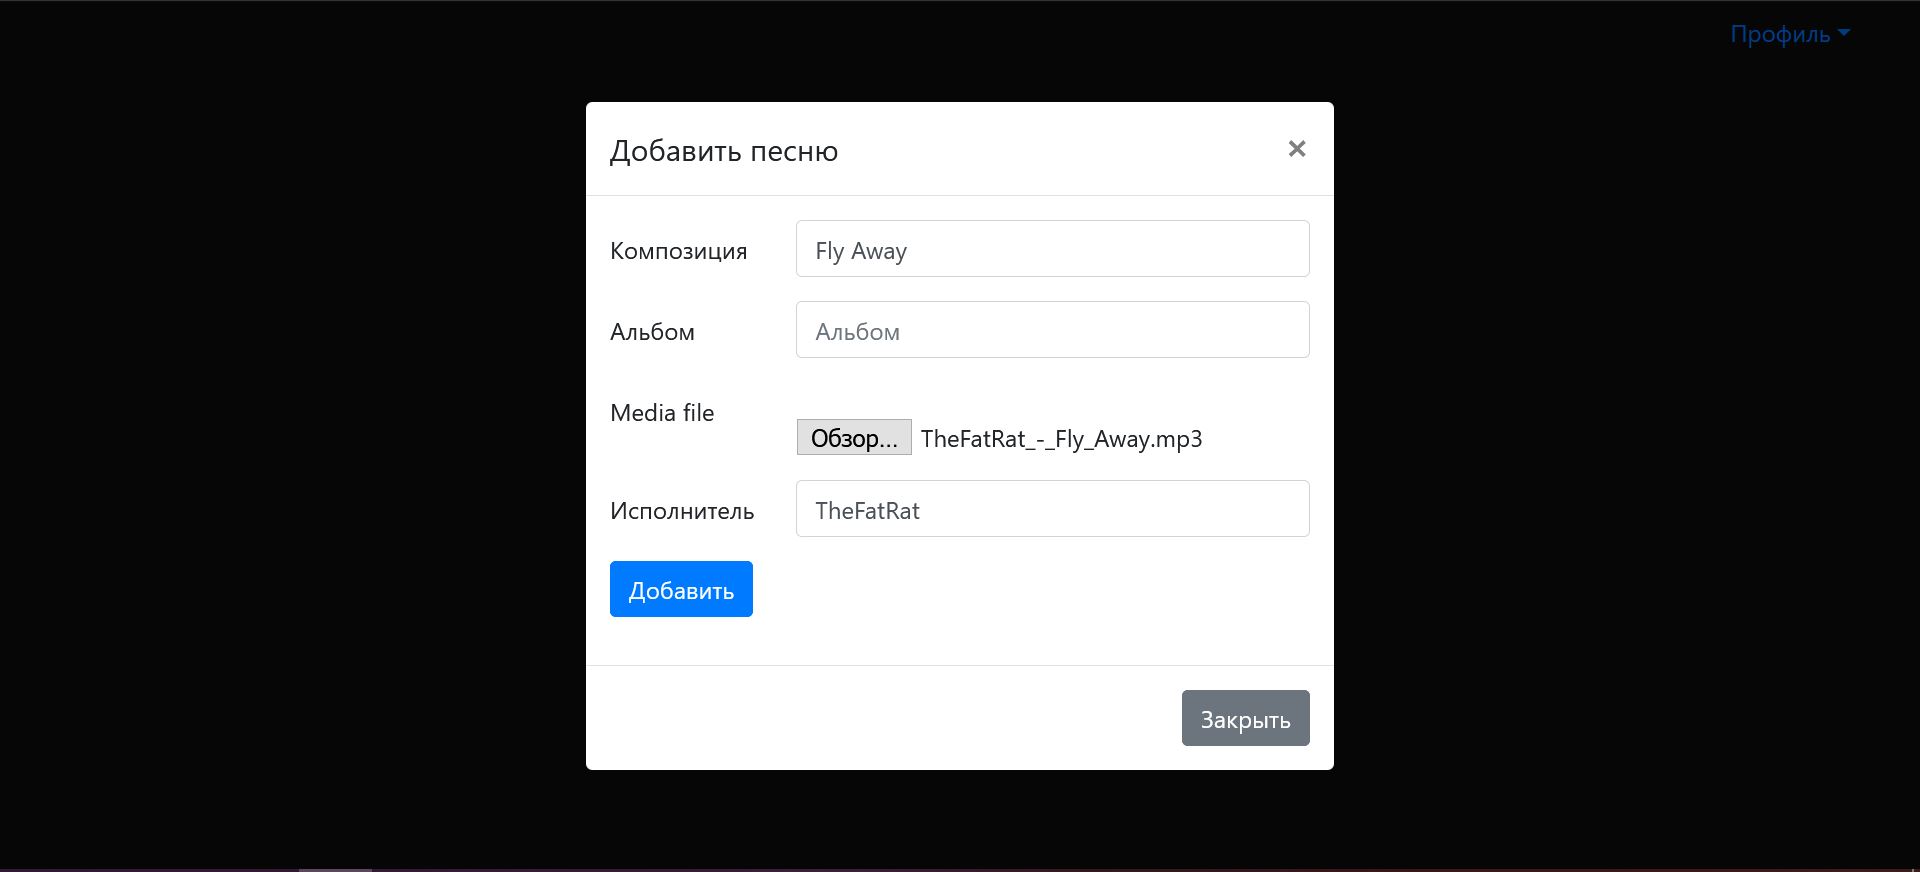 Профиль
Добавить песню
×
Композиция Fly Away
Альбом Альбом
Media file
Обзор... TheFatRat_-_Fly_Away.mp3
Исполнитель TheFatRat
Добавить
Закрыть